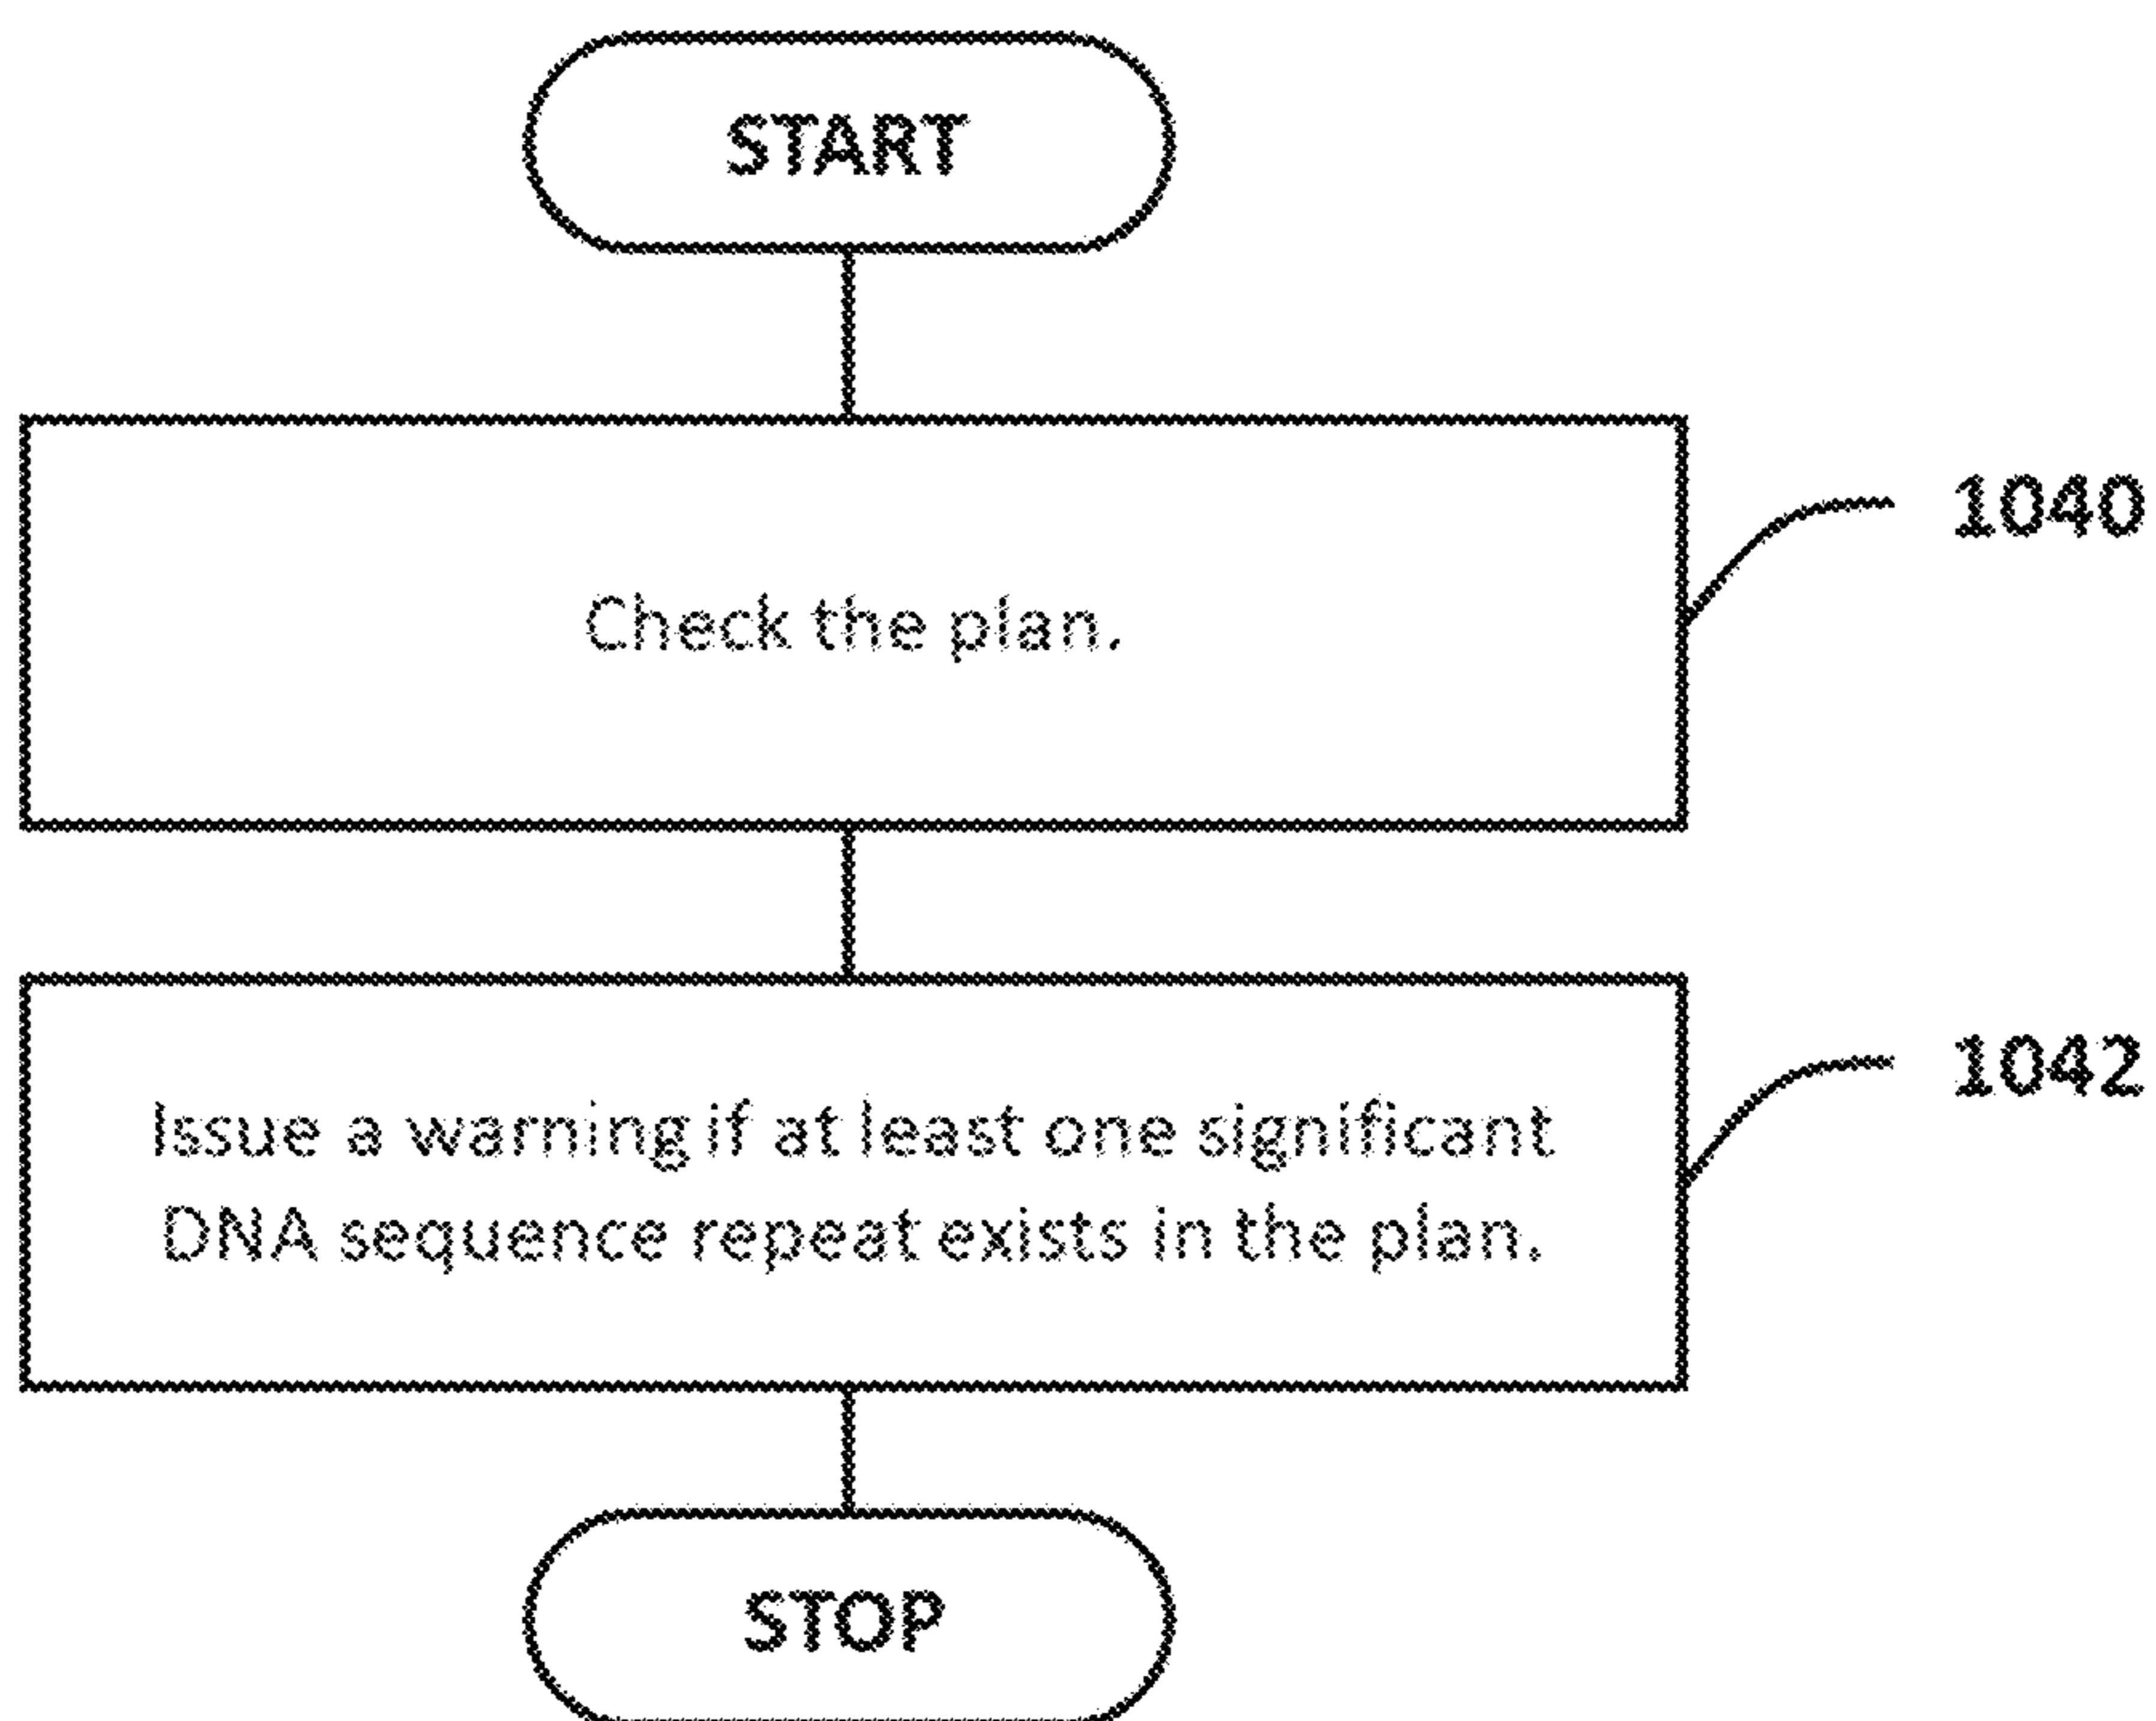 START
1040
Check the plan.
1042
Issue a warning if at least one significant
DNA sequence repeat exists in the plan.
STOP